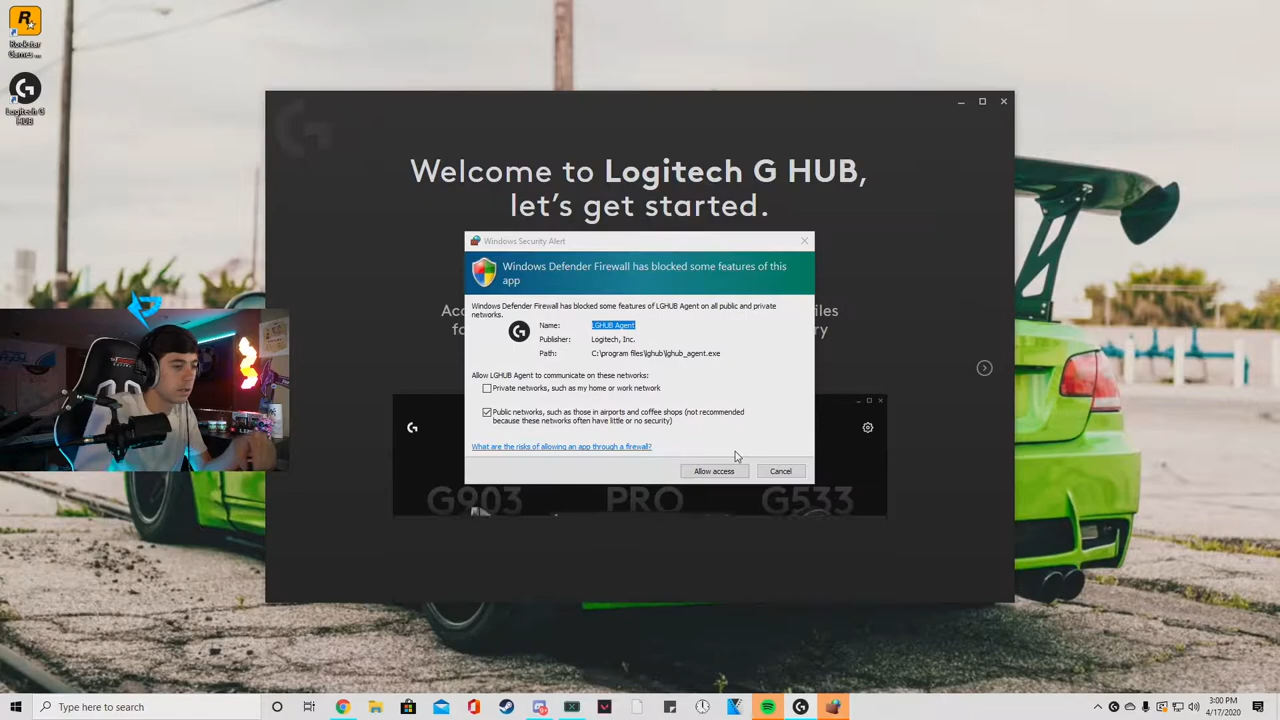 Rockstar
Games ...
Logitech G
HUB
Welcome to Logitech G HUB,
let's get started.
Windows Security Alert
Windows Defender Firewall has blocked some features of this
app
Windows Defender Firewall has blocked some features of LGHUB Agent on all public and private
networks.
Name: LGHUB Agent
Publisher: Logitech, Inc.
Path: C:\program files\lghub\lghub_agent.exe
Allow LGHUB Agent to communicate on these networks:
Private networks, such as my home or work network
Public networks, such as those in airports and coffee shops (not recommended
because these networks often have little or no security)
What are the risks of allowing an app through a firewall?
Allow access
Cancel
G903
PRO
G533
Type here to search
3:00 PM
4/17/2020